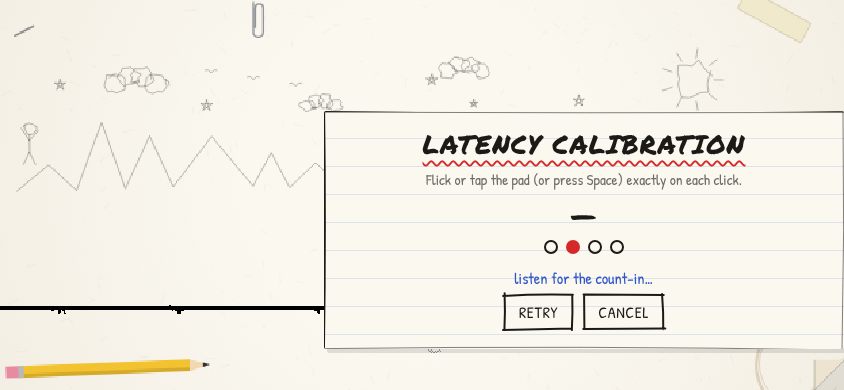 LATENCY CALIBRATION
Flick or tap the pad (or press Space) exactly on each click.
—
listen for the count-in...
RETRY CANCEL